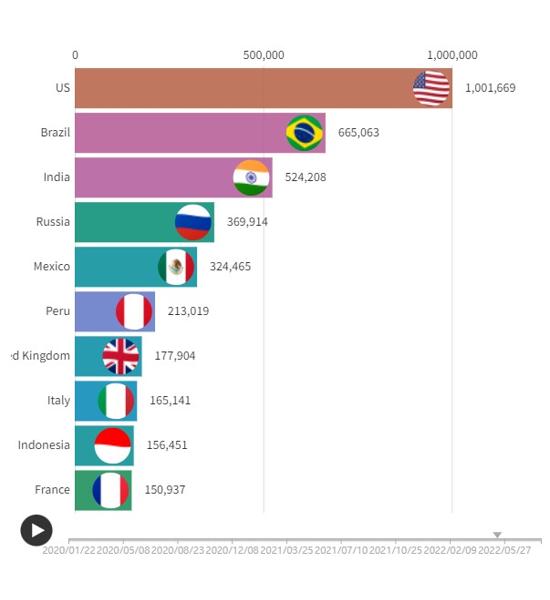 0 500,000 1,000,000
US 1,001,669
Brazil 665,063
India 524,208
Russia 369,914
Mexico 324,465
Peru 213,019
d Kingdom 177,904
Italy 165,141
Indonesia 156,451
France 150,937
2020/01/22 2020/05/08 2020/08/23 2020/12/08 2021/03/25 2021/07/10 2021/10/25 2022/02/09 2022/05/27